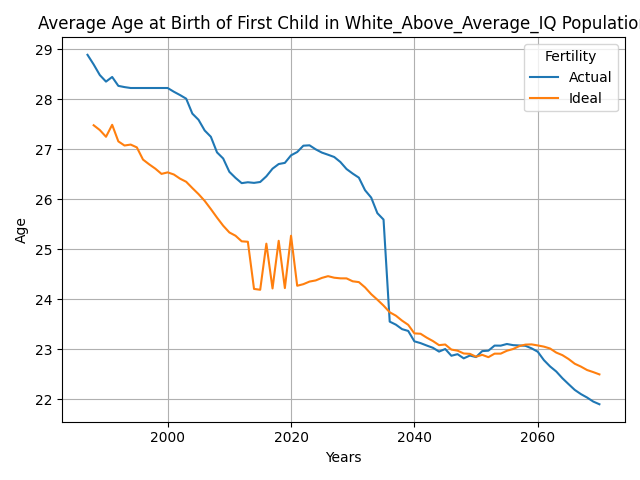 Average Age at Birth of First Child in White_Above_Average_IQ Population
Fertility
Actual
Ideal
29
28
27
26
25
24
23
22
Age
2000
2020
2040
2060
Years